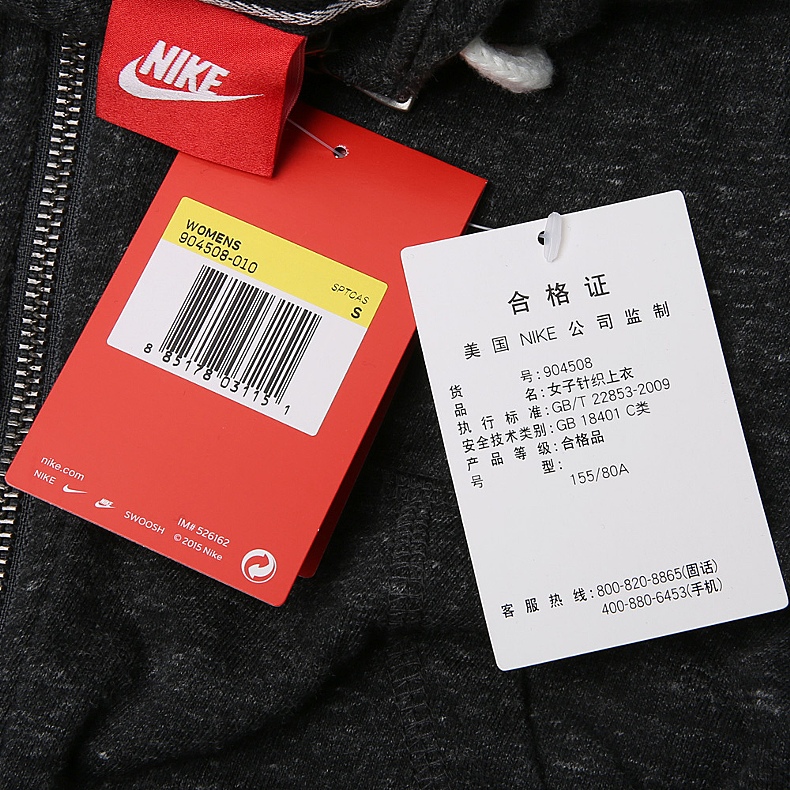 NIKE
WOMENS
904508-010
SPTCAS
S
8 85178 03115 1
nike.com
NIKE
SWOOSH
IM# 526162
© 2015 Nike
合格证
美国 NIKE 公司监制
货号:904508
品名:女子针织上衣
执行标准:GB/T 22853-2009
安全技术类别:GB 18401 C类
产品等级:合格品
号型:155/80A
客服热线:800-820-8865(固话)
400-880-6453(手机)